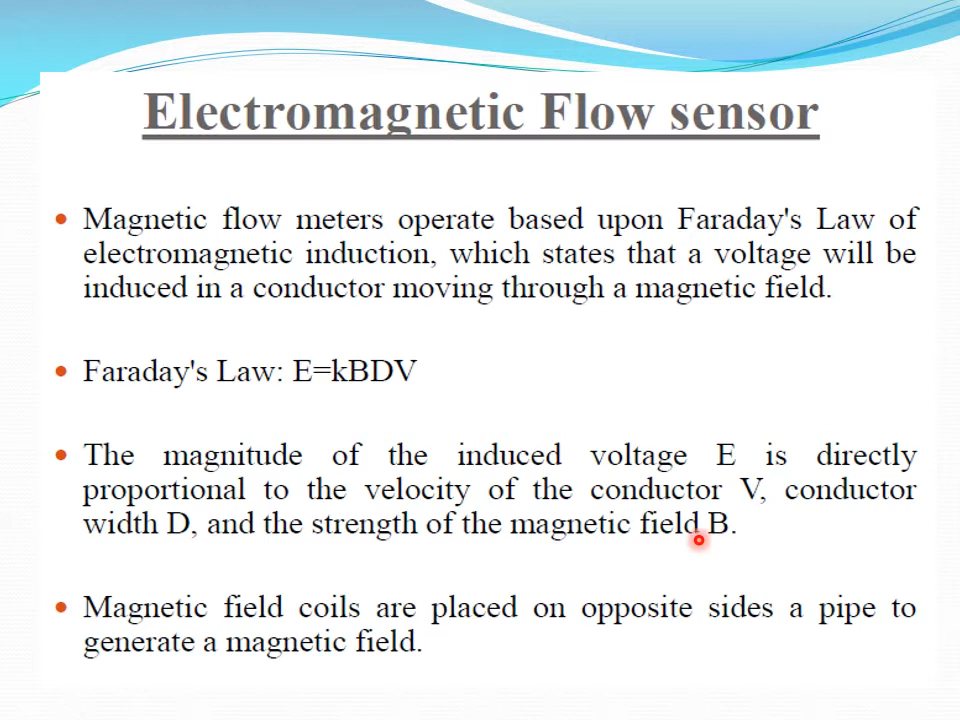 Electromagnetic Flow sensor
• Magnetic flow meters operate based upon Faraday's Law of
electromagnetic induction, which states that a voltage will be
induced in a conductor moving through a magnetic field.
• Faraday's Law: E=kBDV
• The magnitude of the induced voltage E is directly
proportional to the velocity of the conductor V, conductor
width D, and the strength of the magnetic field B.
• Magnetic field coils are placed on opposite sides a pipe to
generate a magnetic field.